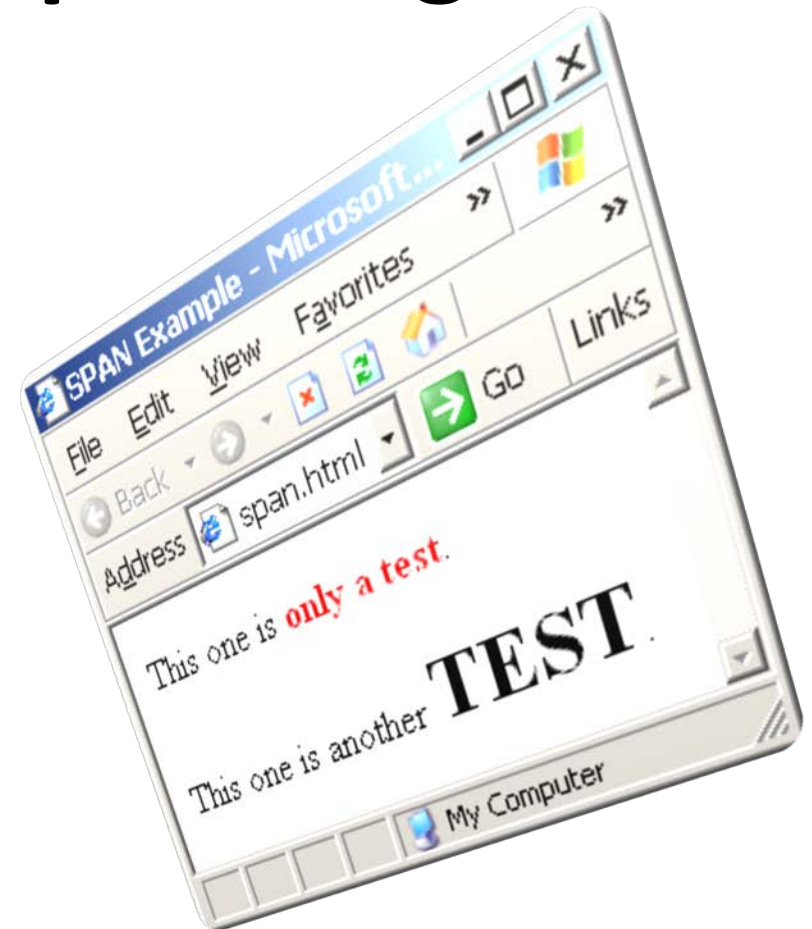 SPAN Example - Microsoft...
File Edit View Favorites »
Back » Links
Address span.html Go
This one is only a test.
This one is another TEST.
My Computer